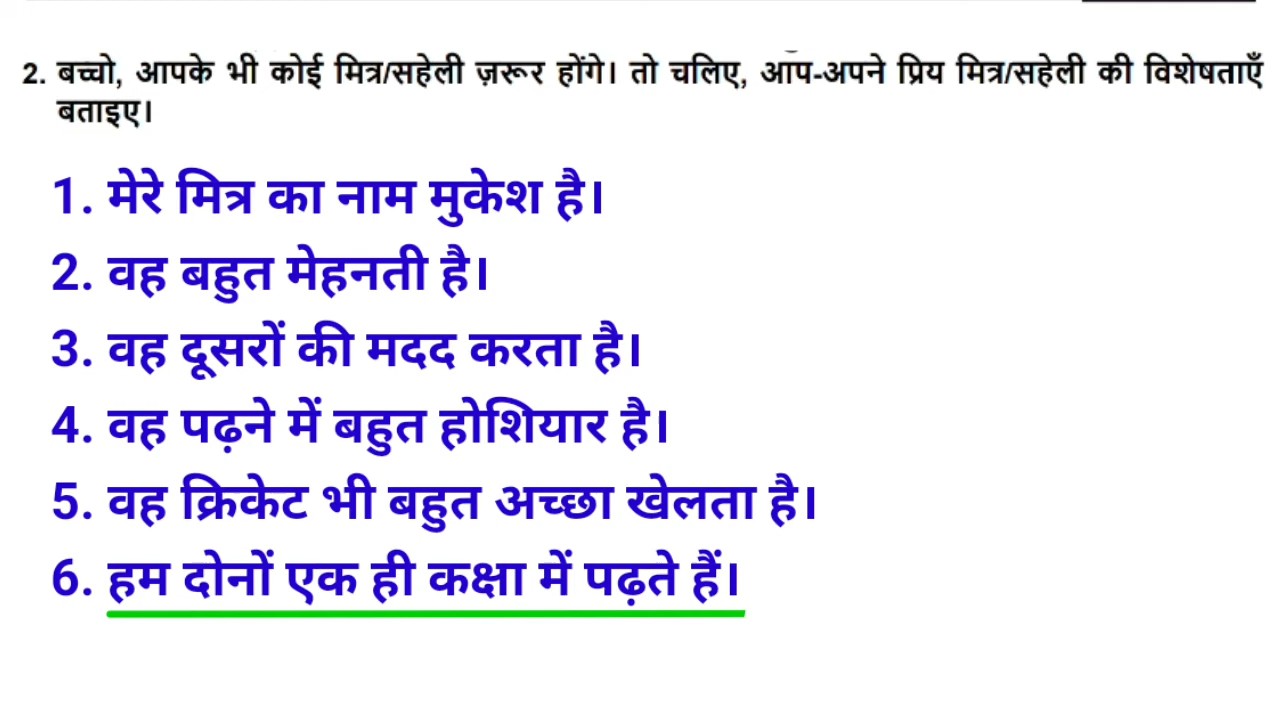 2. बच्चो, आपके भी कोई मित्र/सहेली ज़रूर होंगे। तो चलिए, आप-अपने प्रिय मित्र/सहेली की विशेषताएँ
बताइए।
1. मेरे मित्र का नाम मुकेश है।
2. वह बहुत मेहनती है।
3. वह दूसरों की मदद करता है।
4. वह पढ़ने में बहुत होशियार है।
5. वह क्रिकेट भी बहुत अच्छा खेलता है।
6. हम दोनों एक ही कक्षा में पढ़ते हैं।